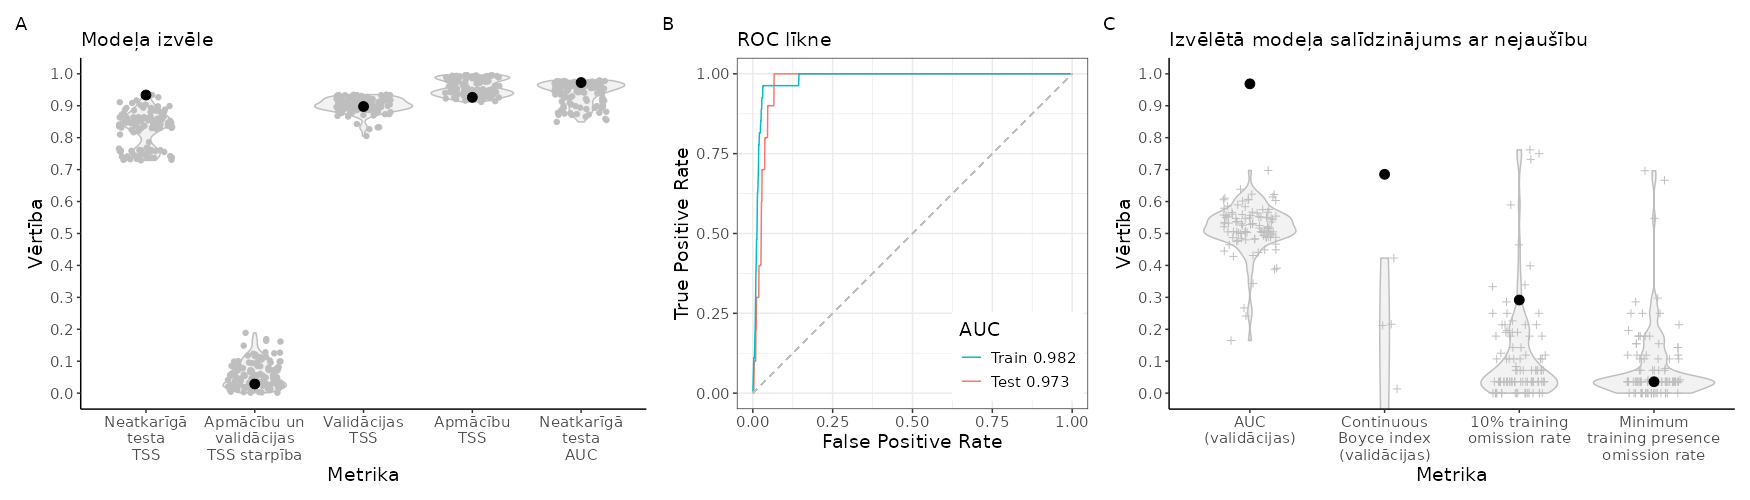 A
Modeļa izvēle
Vērtība
1.0
0.9
0.8
0.7
0.6
0.5
0.4
0.3
0.2
0.1
0.0
Neatkarīgā
testa
TSS
Apmācību un
validācijas
TSS starpība
Validācijas
TSS
Apmācību
TSS
Neatkarīgā
testa
AUC
Metrika
B
ROC līkne
True Positive Rate
1.00
0.75
0.50
0.25
0.00
AUC
Train 0.982
Test 0.973
0.00
0.25
0.50
0.75
1.00
False Positive Rate
C
Izvēlētā modeļa salīdzinājums ar nejaušību
Vērtība
1.0
0.9
0.8
0.7
0.6
0.5
0.4
0.3
0.2
0.1
0.0
AUC
(validācijas)
Continuous
Boyce index
(validācijas)
10% training
omission rate
Minimum
training presence
omission rate
Metrika